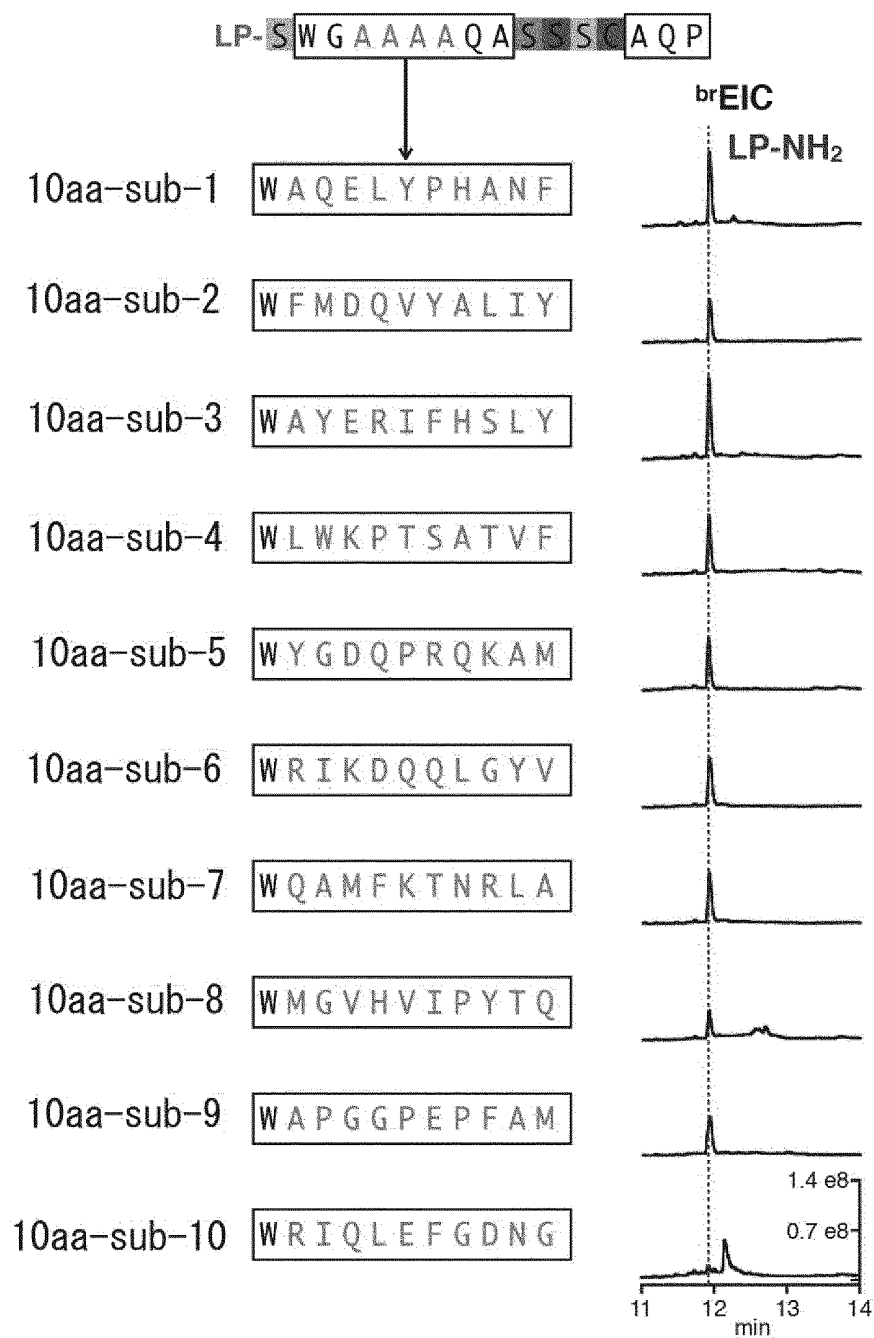 LP-SWGAAAAQASSSCAQP
brEIC
LP-NH2
10aa-sub-1 WAQELYPHANF
10aa-sub-2 WFMDQVYALIY
10aa-sub-3 WAYERIFHSLY
10aa-sub-4 WLWKPTSATVF
10aa-sub-5 WYGDQPRQKAM
10aa-sub-6 WRIKDQQLGYV
10aa-sub-7 WQAMFKTNRLA
10aa-sub-8 WMGVHVIPYTQ
10aa-sub-9 WAPGGPEPFAM
1.4 e8
0.7 e8
10aa-sub-10 WRIQLEFGDNG
11 12 13 14
min